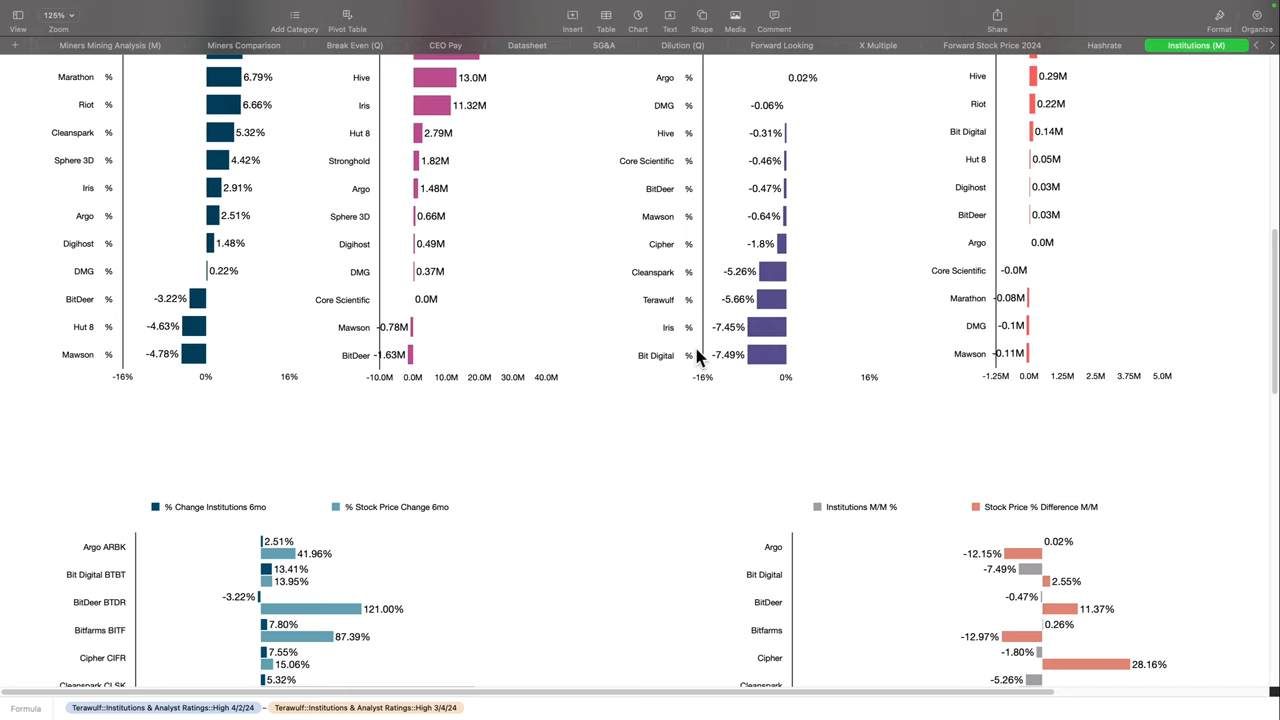 125%
View
Zoom
Add Category
Pivot Table
Insert
Table
Chart
Text
Shape
Media
Comment
Share
Format
Organize
Miners Mining Analysis (M)
Miners Comparison
Break Even (Q)
CEO Pay
Datasheet
SG&A
Dilution (Q)
Forward Looking
X Multiple
Forward Stock Price 2024
Hashrate
Institutions (M)
Marathon % 6.79%
Riot % 6.66%
Cleanspark % 5.32%
Sphere 3D % 4.42%
Iris % 2.91%
Argo % 2.51%
Digihost % 1.48%
DMG % 0.22%
BitDeer % -3.22%
Hut 8 % -4.63%
Mawson % -4.78%
-16% 0% 16%
Hive 13.0M
Iris 11.32M
Hut 8 2.79M
Stronghold 1.82M
Argo 1.48M
Sphere 3D 0.66M
Digihost 0.49M
DMG 0.37M
Core Scientific 0.0M
Mawson -0.78M
BitDeer -1.63M
-10.0M 0.0M 10.0M 20.0M 30.0M 40.0M
Argo % 0.02%
DMG % -0.06%
Hive % -0.31%
Core Scientific % -0.46%
BitDeer % -0.47%
Mawson % -0.64%
Cipher % -1.8%
Cleanspark % -5.26%
Terawulf % -5.66%
Iris % -7.45%
Bit Digital % -7.49%
-16% 0% 16%
Hive 0.29M
Riot 0.22M
Bit Digital 0.14M
Hut 8 0.05M
Digihost 0.03M
BitDeer 0.03M
Argo 0.0M
Core Scientific -0.0M
Marathon -0.08M
DMG -0.1M
Mawson -0.11M
-1.25M 0.0M 1.25M 2.5M 3.75M 5.0M
% Change Institutions 6mo
% Stock Price Change 6mo
Argo ARBK 2.51%
41.96%
Bit Digital BTBT 13.41%
13.95%
BitDeer BTDR -3.22%
121.00%
Bitfarms BITF 7.80%
87.39%
Cipher CIFR 7.55%
15.06%
Cleanspark CLSK 5.32%
Institutions M/M %
Stock Price % Difference M/M
Argo 0.02%
-12.15%
Bit Digital -7.49%
2.55%
BitDeer -0.47%
11.37%
Bitfarms 0.26%
-12.97%
Cipher -1.80%
28.16%
Cleanspark -5.26%
Formula
Terawulf::Institutions & Analyst Ratings::High 4/2/24 – Terawulf::Institutions & Analyst Ratings::High 3/4/24